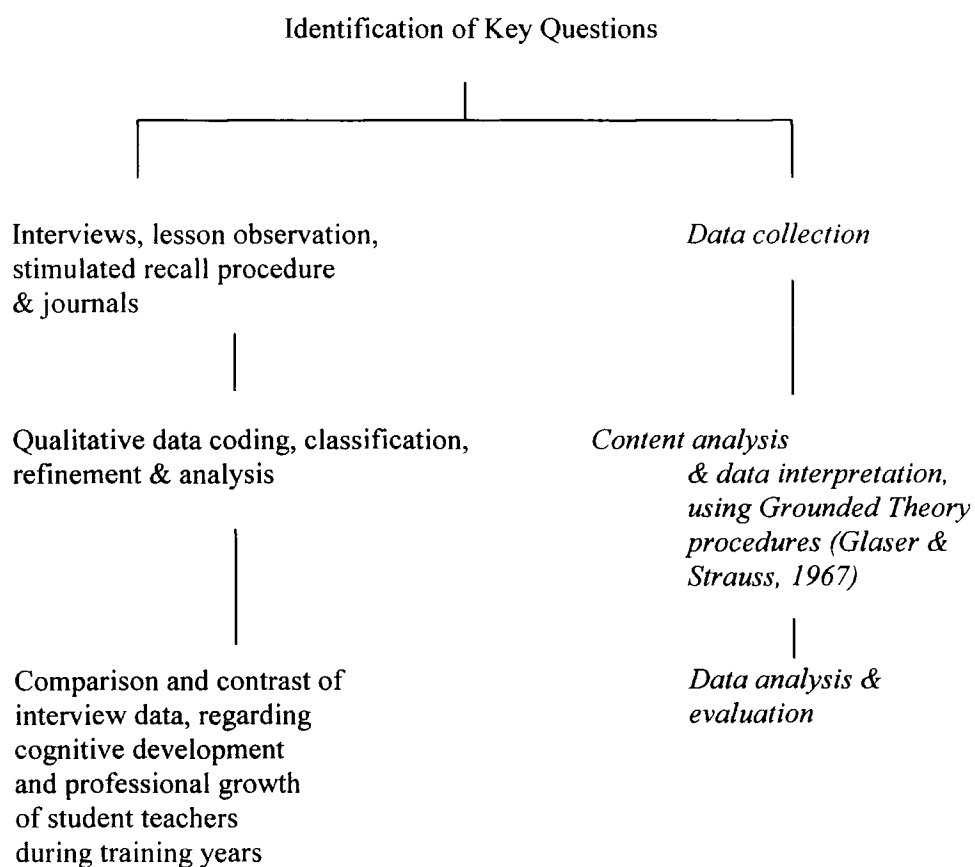 Identification of Key Questions
Interviews, lesson observation,
stimulated recall procedure
& journals
Data collection
Qualitative data coding, classification,
refinement & analysis
Content analysis
& data interpretation,
using Grounded Theory
procedures (Glaser &
Strauss, 1967)
Comparison and contrast of
interview data, regarding
cognitive development
and professional growth
of student teachers
during training years
Data analysis &
evaluation